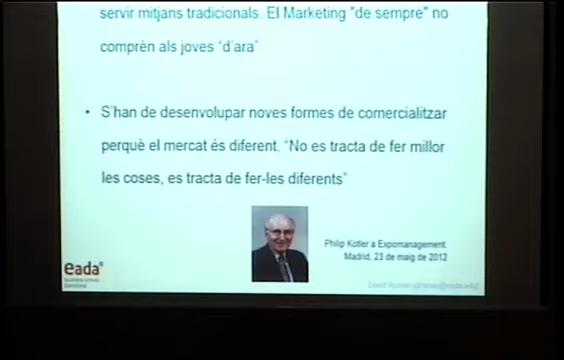 servir mitjans tradicionals. El Marketing "de sempre" no
comprèn als joves "d'ara"
• S'han de desenvolupar noves formes de comercialitzar
perquè el mercat és diferent. "No es tracta de fer millor
les coses, es tracta de fer-les diferents"
Philip Kotler a Expomanagement.
Madrid, 23 de maig de 2012
eada